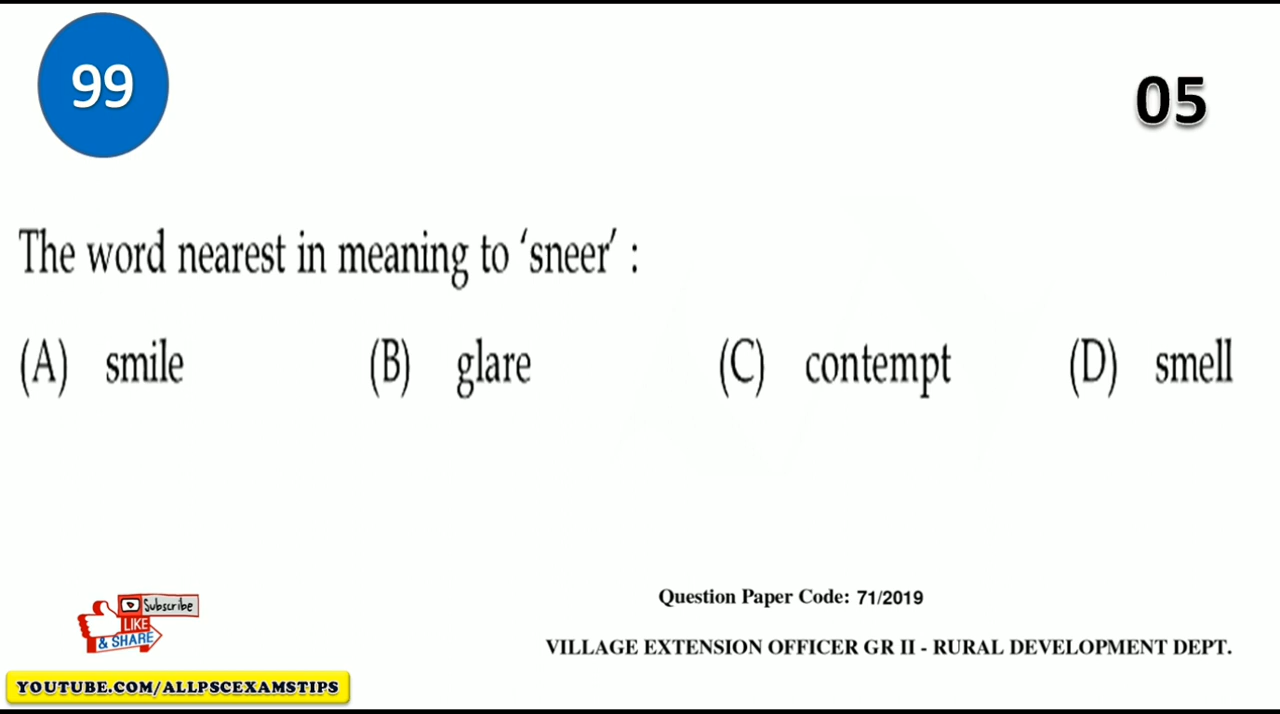 99
05
The word nearest in meaning to ‘sneer’ :
(A) smile (B) glare (C) contempt (D) smell
Subscribe
LIKE
& SHARE
Question Paper Code: 71/2019
VILLAGE EXTENSION OFFICER GR II - RURAL DEVELOPMENT DEPT.
YOUTUBE.COM/ALLPSCEXAMSTIPS